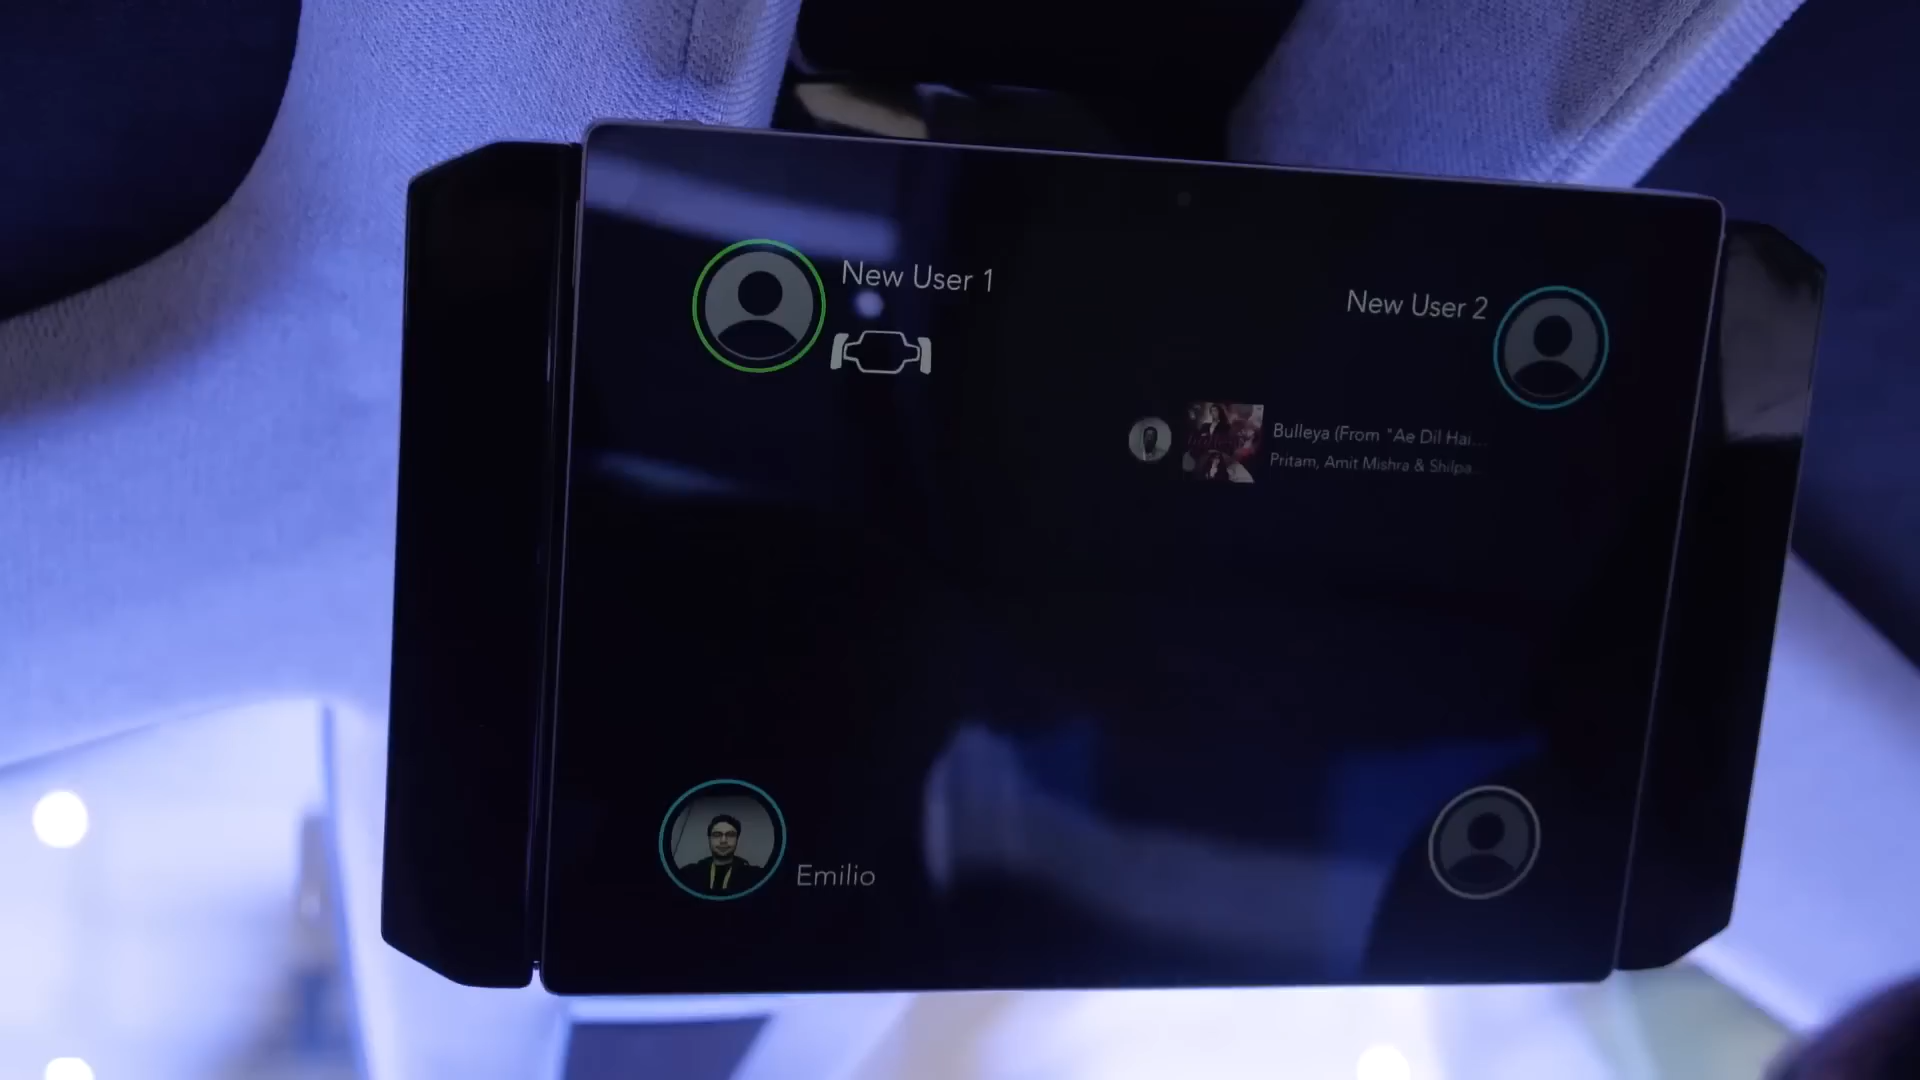 New User 1
New User 2
Bulleya (From "Ae Dil Hai...
Pritam, Amit Mishra & Shilpa...
Emilio